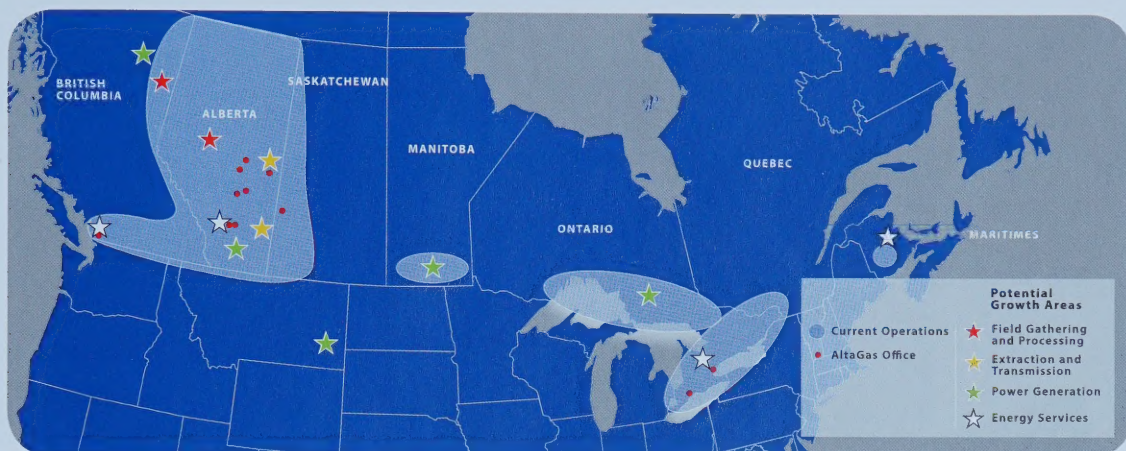 BRITISH
COLUMBIA
ALBERTA
SASKATCHEWAN
MANITOBA
ONTARIO
QUEBEC
MARITIMES
Current Operations
AltaGas Office
Potential
Growth Areas
Field Gathering
and Processing
Extraction and
Transmission
Power Generation
Energy Services